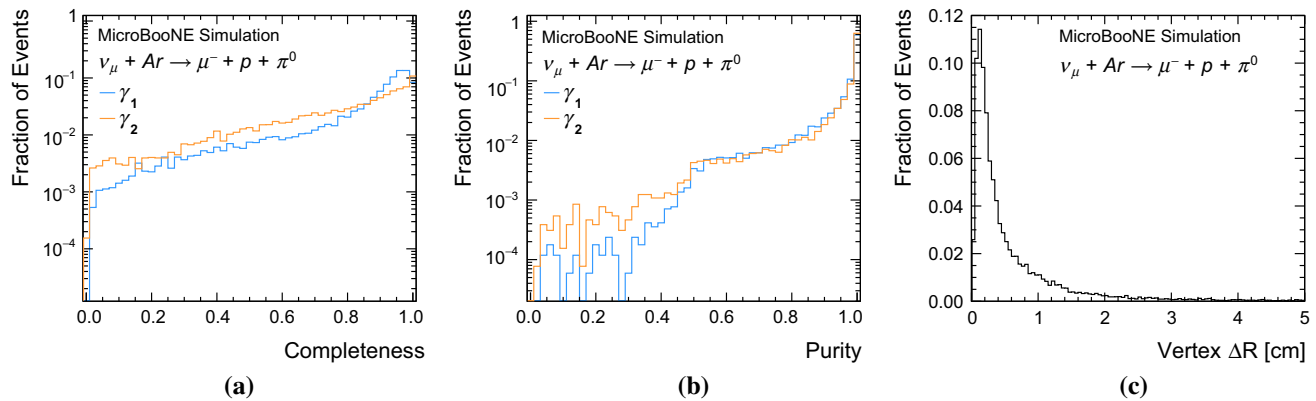 Fraction of Events
1
10⁻¹
10⁻²
10⁻³
10⁻⁴
MicroBooNE Simulation
νμ + Ar → μ⁻ + p + π⁰
γ₁
γ₂
0.0 0.2 0.4 0.6 0.8 1.0
Completeness
(a)
Fraction of Events
1
10⁻¹
10⁻²
10⁻³
10⁻⁴
MicroBooNE Simulation
νμ + Ar → μ⁻ + p + π⁰
γ₁
γ₂
0.0 0.2 0.4 0.6 0.8 1.0
Purity
(b)
Fraction of Events
0.12
0.10
0.08
0.06
0.04
0.02
0.00
MicroBooNE Simulation
νμ + Ar → μ⁻ + p + π⁰
0 1 2 3 4 5
Vertex ΔR [cm]
(c)